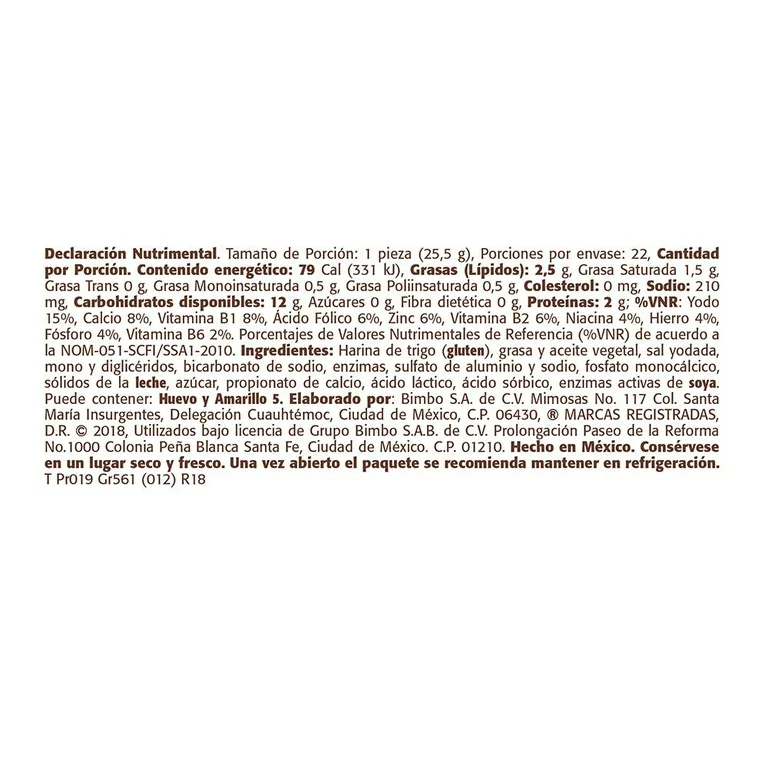 Declaración Nutrimental. Tamaño de Porción: 1 pieza (25,5 g), Porciones por envase: 22, Cantidad
por Porción. Contenido energético: 79 Cal (331 kJ), Grasas (Lípidos): 2,5 g, Grasa Saturada 1,5 g,
Grasa Trans 0 g, Grasa Monoinsaturada 0,5 g, Grasa Poliinsaturada 0,5 g, Colesterol: 0 mg, Sodio: 210
mg, Carbohidratos disponibles: 12 g, Azúcares 0 g, Fibra dietética 0 g, Proteínas: 2 g; %VNR: Yodo
15%, Calcio 8%, Vitamina B1 8%, Ácido Fólico 6%, Zinc 6%, Vitamina B2 6%, Niacina 4%, Hierro 4%,
Fósforo 4%, Vitamina B6 2%. Porcentajes de Valores Nutrimentales de Referencia (%VNR) de acuerdo a
la NOM-051-SCFI/SSA1-2010. Ingredientes: Harina de trigo (gluten), grasa y aceite vegetal, sal yodada,
mono y diglicéridos, bicarbonato de sodio, enzimas, sulfato de aluminio y sodio, fosfato monocálcico,
sólidos de la leche, azúcar, propionato de calcio, ácido láctico, ácido sórbico, enzimas activas de soya.
Puede contener: Huevo y Amarillo 5. Elaborado por: Bimbo S.A. de C.V. Mimosas No. 117 Col. Santa
María Insurgentes, Delegación Cuauhtémoc, Ciudad de México, C.P. 06430, ® MARCAS REGISTRADAS,
D.R. © 2018, Utilizados bajo licencia de Grupo Bimbo S.A.B. de C.V. Prolongación Paseo de la Reforma
No.1000 Colonia Peña Blanca Santa Fe, Ciudad de México. C.P. 01210. Hecho en México. Consérvese
en un lugar seco y fresco. Una vez abierto el paquete se recomienda mantener en refrigeración.
T Pr019 Gr561 (012) R18